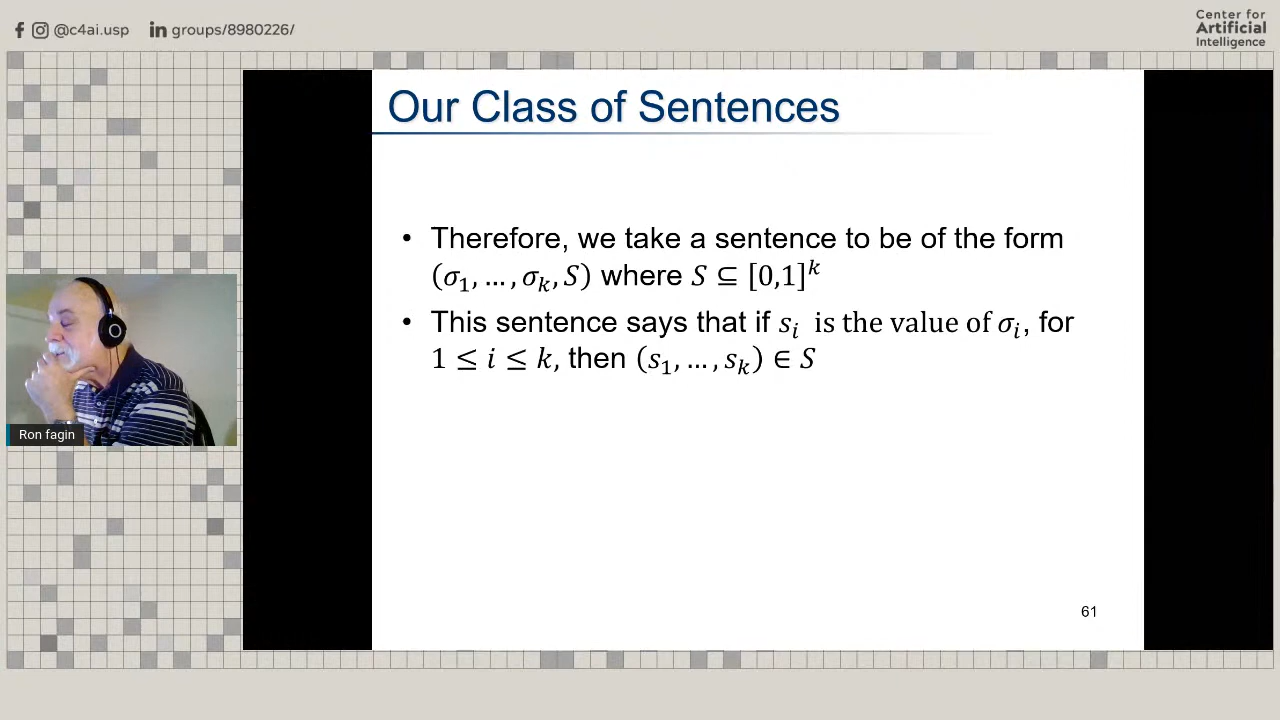 @c4ai.usp in groups/8980226/
Center for
Artificial
Intelligence
Our Class of Sentences
• Therefore, we take a sentence to be of the form
(σ₁, … , σₖ, S) where S ⊆ [0,1]ᵏ
• This sentence says that if sᵢ is the value of σᵢ, for
1 ≤ i ≤ k, then (s₁, … , sₖ) ∈ S
Ron fagin
61